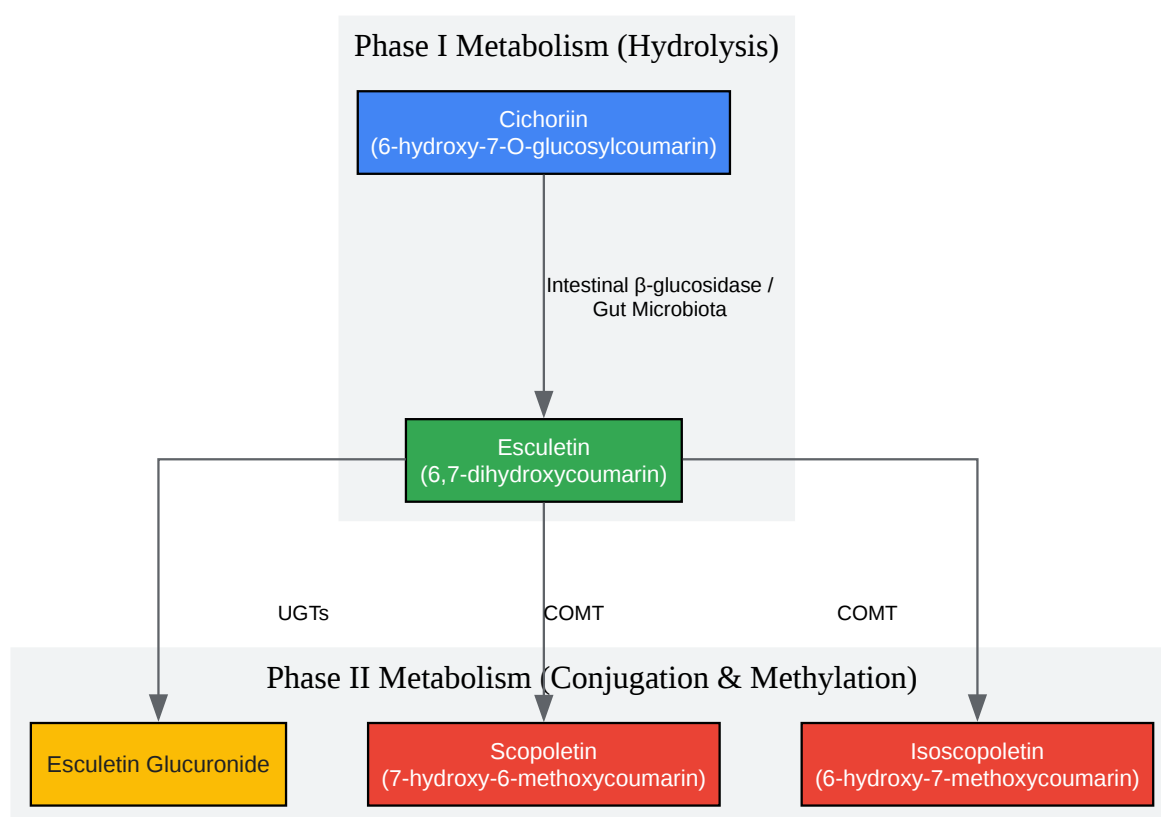 Phase I Metabolism (Hydrolysis)
Cichoriin
(6-hydroxy-7-O-glucosylcoumarin)
Intestinal β-glucosidase /
Gut Microbiota
Esculetin
(6,7-dihydroxycoumarin)
UGTs
COMT
COMT
Phase II Metabolism (Conjugation & Methylation)
Esculetin Glucuronide
Scopoletin
(7-hydroxy-6-methoxycoumarin)
Isoscopoletin
(6-hydroxy-7-methoxycoumarin)